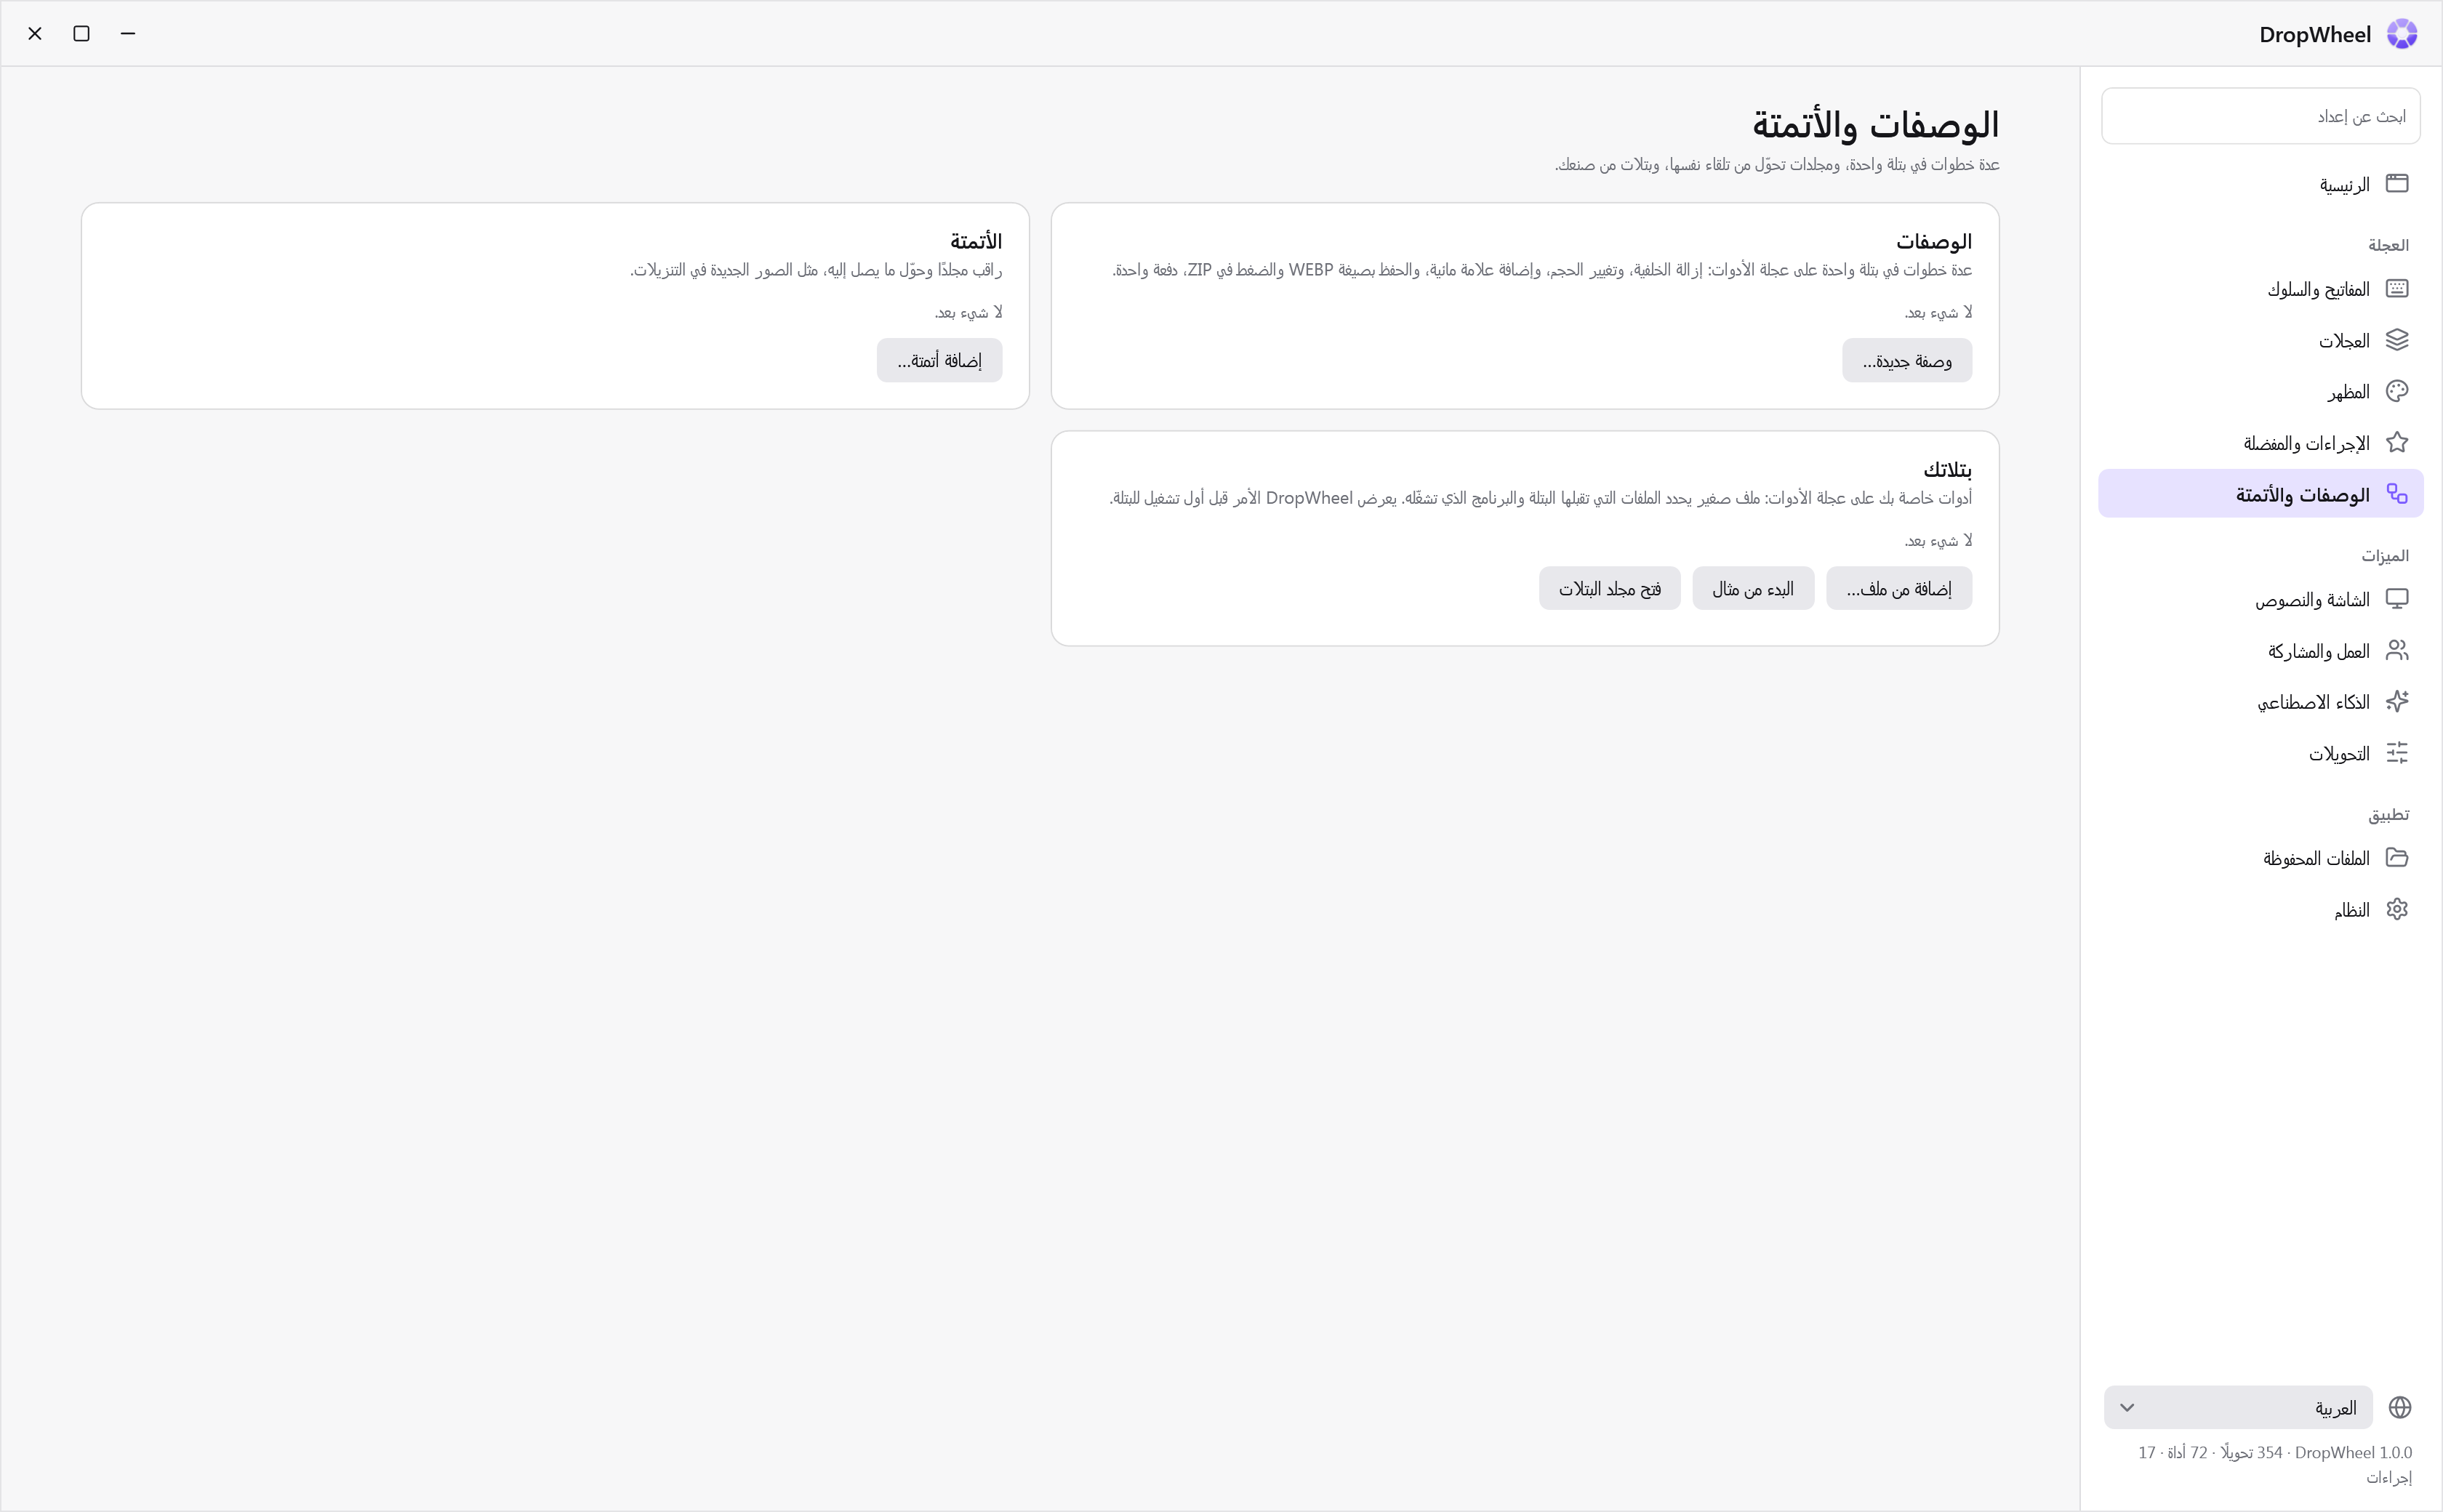 DropWheel
ابحث عن إعداد
الرئيسية
العجلة
المفاتيح والسلوك
العجلات
المظهر
الإجراءات والمفضلة
الوصفات والأتمتة
الميزات
الشاشة والنصوص
العمل والمشاركة
الذكاء الاصطناعي
التحويلات
تطبيق
الملفات المحفوظة
النظام
العربية
DropWheel 1.0.0 · 354 تحويلًا · 72 أداة · 17
إجراءات
الوصفات والأتمتة
عدة خطوات في بتلة واحدة، ومجلدات تحوّل من تلقاء نفسها، وبتلات من صنعك.
الوصفات
عدة خطوات في بتلة واحدة على عجلة الأدوات: إزالة الخلفية، وتغيير الحجم، وإضافة علامة مائية، والحفظ بصيغة WEBP والضغط في ZIP، دفعة واحدة.
لا شيء بعد.
وصفة جديدة...
الأتمتة
راقب مجلدًا وحوّل ما يصل إليه، مثل الصور الجديدة في التنزيلات.
لا شيء بعد.
إضافة أتمتة...
بتلاتك
أدوات خاصة بك على عجلة الأدوات: ملف صغير يحدد الملفات التي تقبلها البتلة والبرنامج الذي تشغّله. يعرض DropWheel الأمر قبل أول تشغيل للبتلة.
لا شيء بعد.
إضافة من ملف...
البدء من مثال
فتح مجلد البتلات